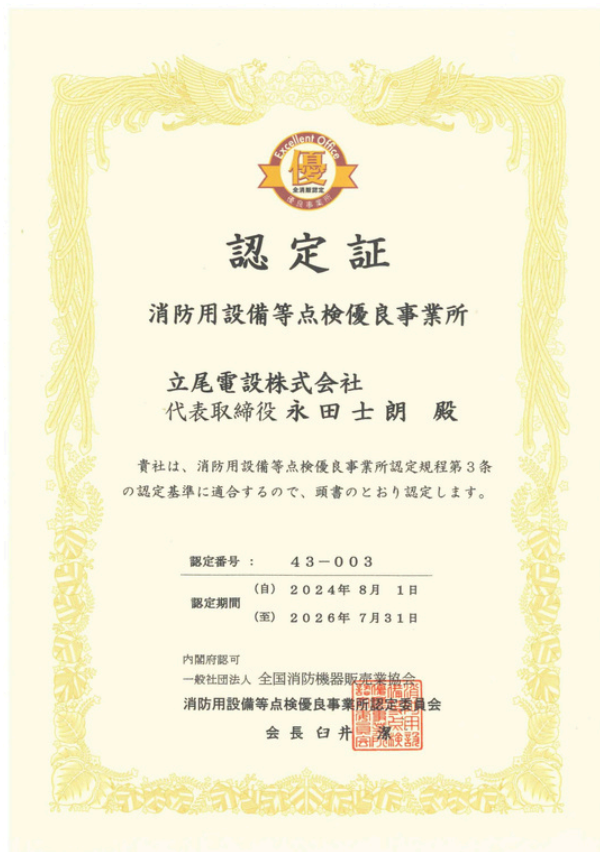 Excellent Office
優
全消販認定
優良事業所
認定証
消防用設備等点検優良事業所
立尾電設株式会社
代表取締役 永田士朗 殿
貴社は、消防用設備等点検優良事業所認定規程第3条
の認定基準に適合するので、頭書のとおり認定します。
認定番号 : 43-003
認定期間 (自) 2024年 8月 1日
(至) 2026年 7月31日
内閣府認可
一般社団法人 全国消防機器販売業協会
消防用設備等点検優良事業所認定委員会
会長 臼井 潔